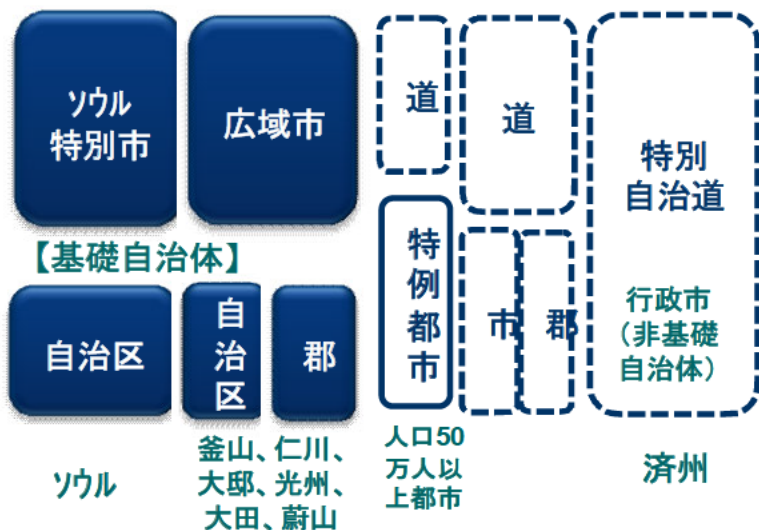 ソウル
特別市
広域市
道
道
特別
自治道
【基礎自治体】
自治区
自
治
区
郡
特
例
都
市
市
郡
行政市
（非基礎
自治体）
ソウル
釜山、仁川、
大邸、光州、
大田、蔚山
人口50
万人以
上都市
済州